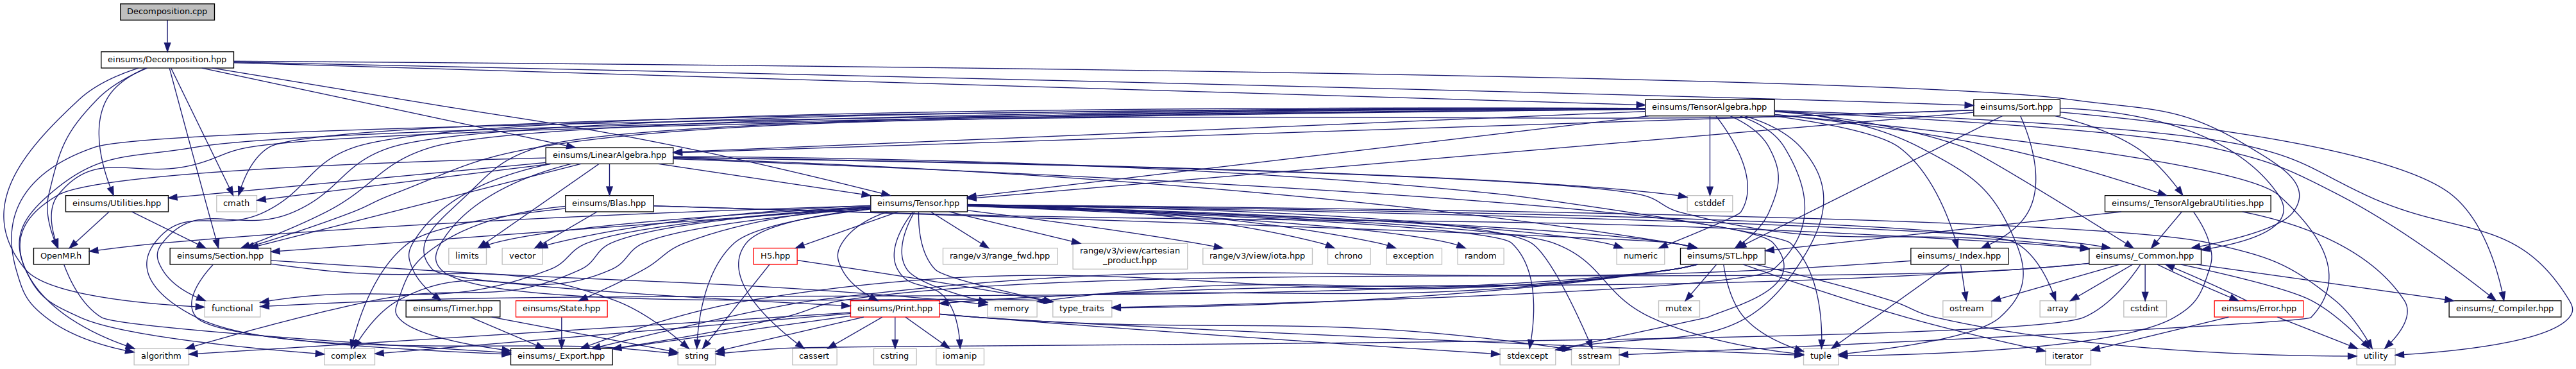 Decomposition.cpp
einsums/Decomposition.hpp
einsums/TensorAlgebra.hpp
einsums/Sort.hpp
einsums/LinearAlgebra.hpp
einsums/Utilities.hpp
cmath
einsums/Blas.hpp
einsums/Tensor.hpp
cstddef
einsums/_TensorAlgebraUtilities.hpp
OpenMP.h
einsums/Section.hpp
limits
vector
H5.hpp
range/v3/range_fwd.hpp
range/v3/view/cartesian
_product.hpp
range/v3/view/iota.hpp
chrono
exception
random
numeric
einsums/STL.hpp
einsums/_Index.hpp
einsums/_Common.hpp
functional
einsums/Timer.hpp
einsums/State.hpp
einsums/Print.hpp
memory
type_traits
mutex
ostream
array
cstdint
einsums/Error.hpp
einsums/_Compiler.hpp
algorithm
complex
einsums/_Export.hpp
string
cassert
cstring
iomanip
stdexcept
sstream
tuple
iterator
utility